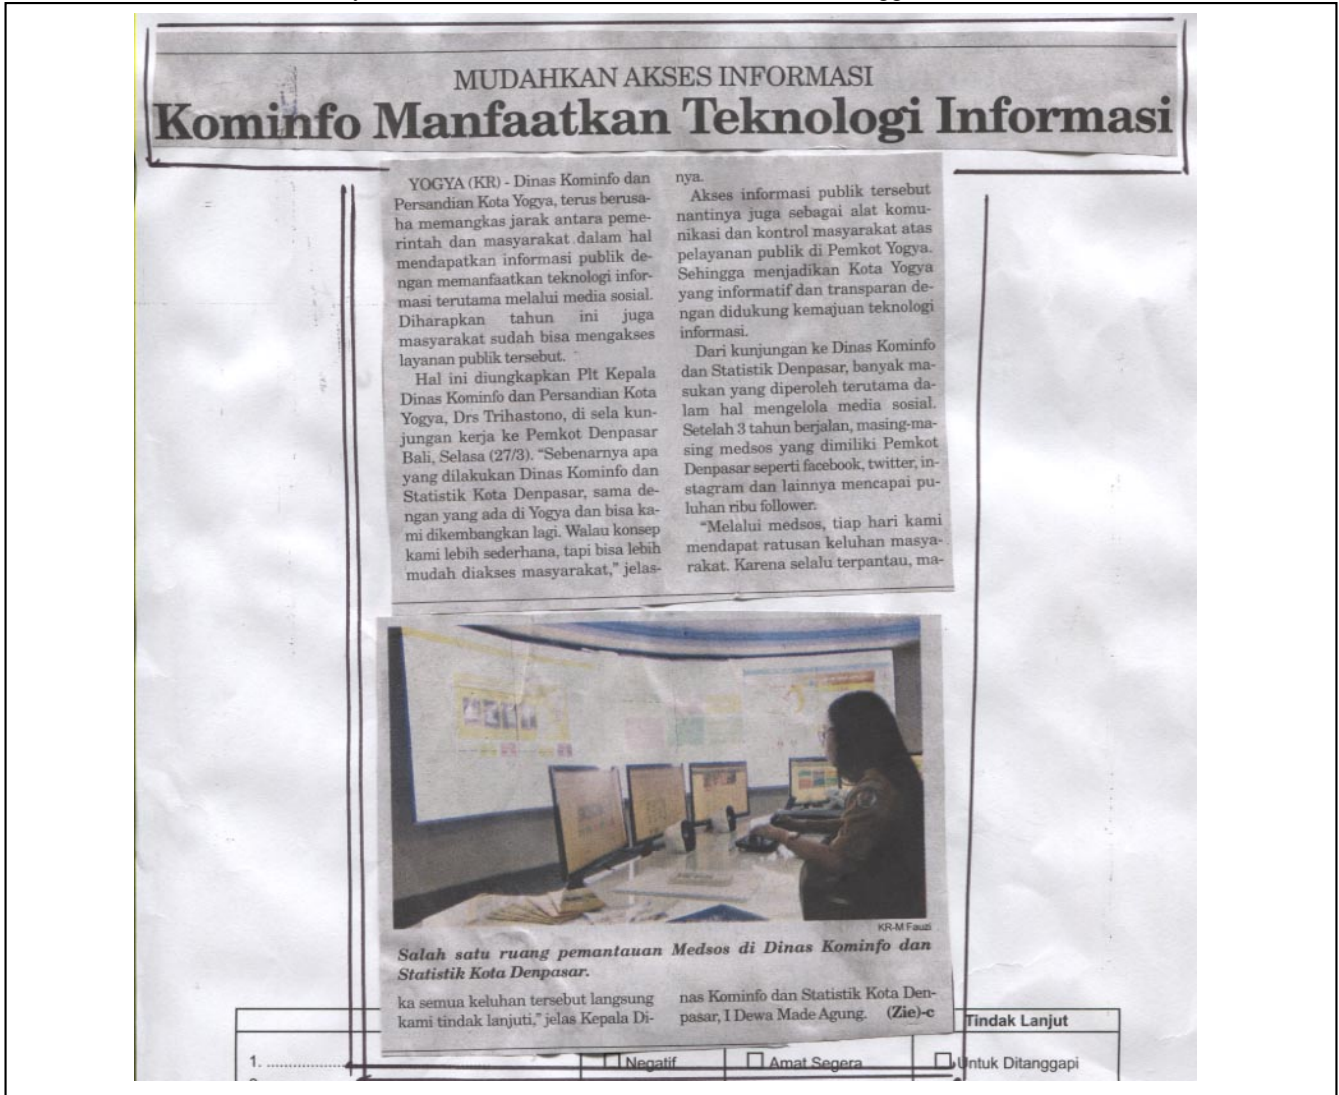 MUDAHKAN AKSES INFORMASI
Kominfo Manfaatkan Teknologi Informasi
YOGYA (KR) - Dinas Kominfo dan
Persandian Kota Yogya, terus berusa-
ha memangkas jarak antara peme-
rintah dan masyarakat dalam hal
mendapatkan informasi publik de-
ngan memanfaatkan teknologi infor-
masi terutama melalui media sosial.
Diharapkan tahun ini juga
masyarakat sudah bisa mengakses
layanan publik tersebut.
Hal ini diungkapkan Plt Kepala
Dinas Kominfo dan Persandian Kota
Yogya, Drs Trihastono, di sela kun-
jungan kerja ke Pemkot Denpasar
Bali, Selasa (27/3). "Sebenarnya apa
yang dilakukan Dinas Kominfo dan
Statistik Kota Denpasar, sama de-
ngan yang ada di Yogya dan bisa ka-
mi dikembangkan lagi. Walau konsep
kami lebih sederhana, tapi bisa lebih
mudah diakses masyarakat," jelas-
nya.
Akses informasi publik tersebut
nantinya juga sebagai alat komu-
nikasi dan kontrol masyarakat atas
pelayanan publik di Pemkot Yogya.
Sehingga menjadikan Kota Yogya
yang informatif dan transparan de-
ngan didukung kemajuan teknologi
informasi.
Dari kunjungan ke Dinas Kominfo
dan Statistik Denpasar, banyak ma-
sukan yang diperoleh terutama da-
lam hal mengelola media sosial.
Setelah 3 tahun berjalan, masing-ma-
sing medsos yang dimiliki Pemkot
Denpasar seperti facebook, twitter, in-
stagram dan lainnya mencapai pu-
luhan ribu follower.
"Melalui medsos, tiap hari kami
mendapat ratusan keluhan masya-
rakat. Karena selalu terpantau, ma-
KR-M Fauzi
Salah satu ruang pemantauan Medsos di Dinas Kominfo dan
Statistik Kota Denpasar.
ka semua keluhan tersebut langsung
kami tindak lanjuti," jelas Kepala Di-
nas Kominfo dan Statistik Kota Den-
pasar, I Dewa Made Agung. (Zie)-c
Tindak Lanjut
1. ........................ Negatif Amat Segera Untuk Ditanggapi